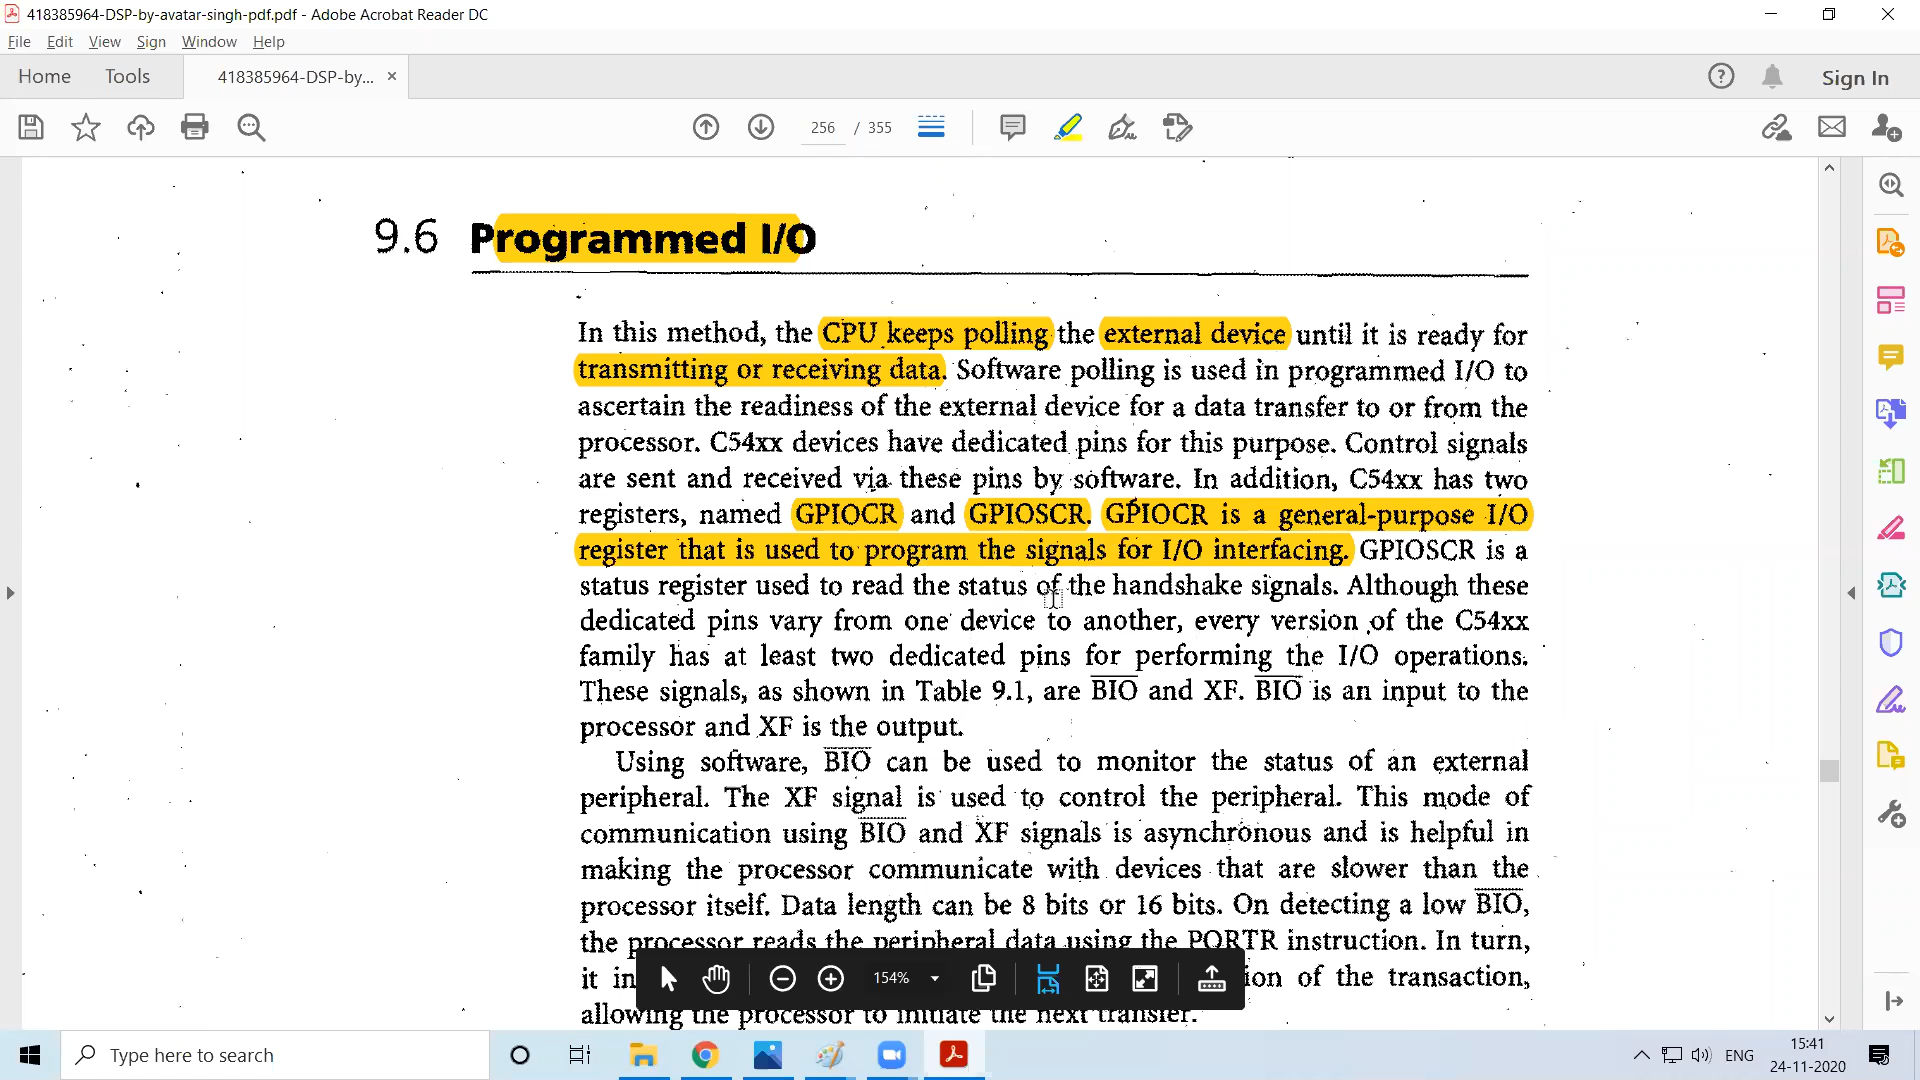 418385964-DSP-by-avatar-singh-pdf.pdf - Adobe Acrobat Reader DC
File Edit View Sign Window Help
Home Tools 418385964-DSP-by... × Sign In
256 / 355
9.6 Programmed I/O
In this method, the CPU keeps polling the external device until it is ready for
transmitting or receiving data. Software polling is used in programmed I/O to
ascertain the readiness of the external device for a data transfer to or from the
processor. C54xx devices have dedicated pins for this purpose. Control signals
are sent and received via these pins by software. In addition, C54xx has two
registers, named GPIOCR and GPIOSCR. GPIOCR is a general-purpose I/O
register that is used to program the signals for I/O interfacing. GPIOSCR is a
status register used to read the status of the handshake signals. Although these
dedicated pins vary from one device to another, every version of the C54xx
family has at least two dedicated pins for performing the I/O operations.
These signals, as shown in Table 9.1, are B̅I̅O̅ and XF. B̅I̅O̅ is an input to the
processor and XF is the output.
Using software, B̅I̅O̅ can be used to monitor the status of an external
peripheral. The XF signal is used to control the peripheral. This mode of
communication using B̅I̅O̅ and XF signals is asynchronous and is helpful in
making the processor communicate with devices that are slower than the
processor itself. Data length can be 8 bits or 16 bits. On detecting a low B̅I̅O̅,
the processor reads the peripheral data using the PORTR instruction. In turn,
it in ion of the transaction,
allowing the processor to initiate the next transfer.
154%
Type here to search
ENG
15:41
24-11-2020